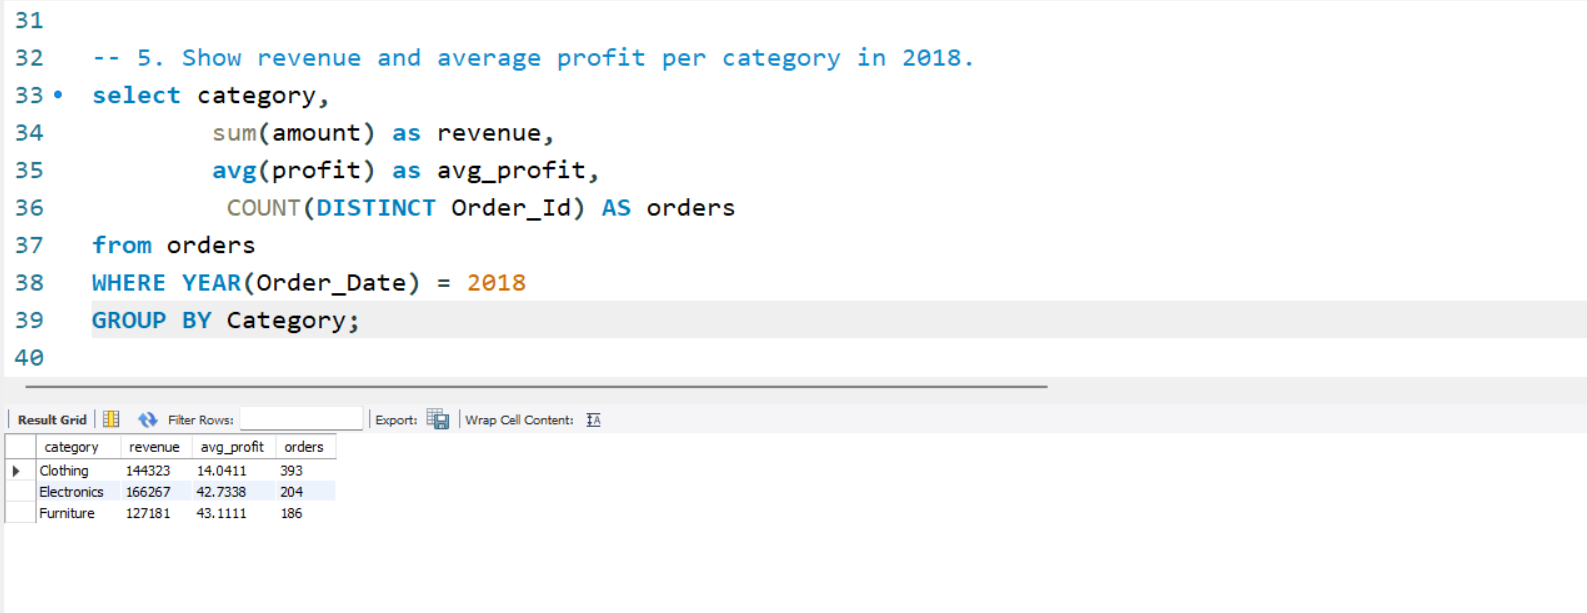 31
32 -- 5. Show revenue and average profit per category in 2018.
33 select category,
34 sum(amount) as revenue,
35 avg(profit) as avg_profit,
36 COUNT(DISTINCT Order_Id) AS orders
37 from orders
38 WHERE YEAR(Order_Date) = 2018
39 GROUP BY Category;
40
Result Grid Filter Rows: Export: Wrap Cell Content: IA
category revenue avg_profit orders
Clothing 144323 14.0411 393
Electronics 166267 42.7338 204
Furniture 127181 43.1111 186